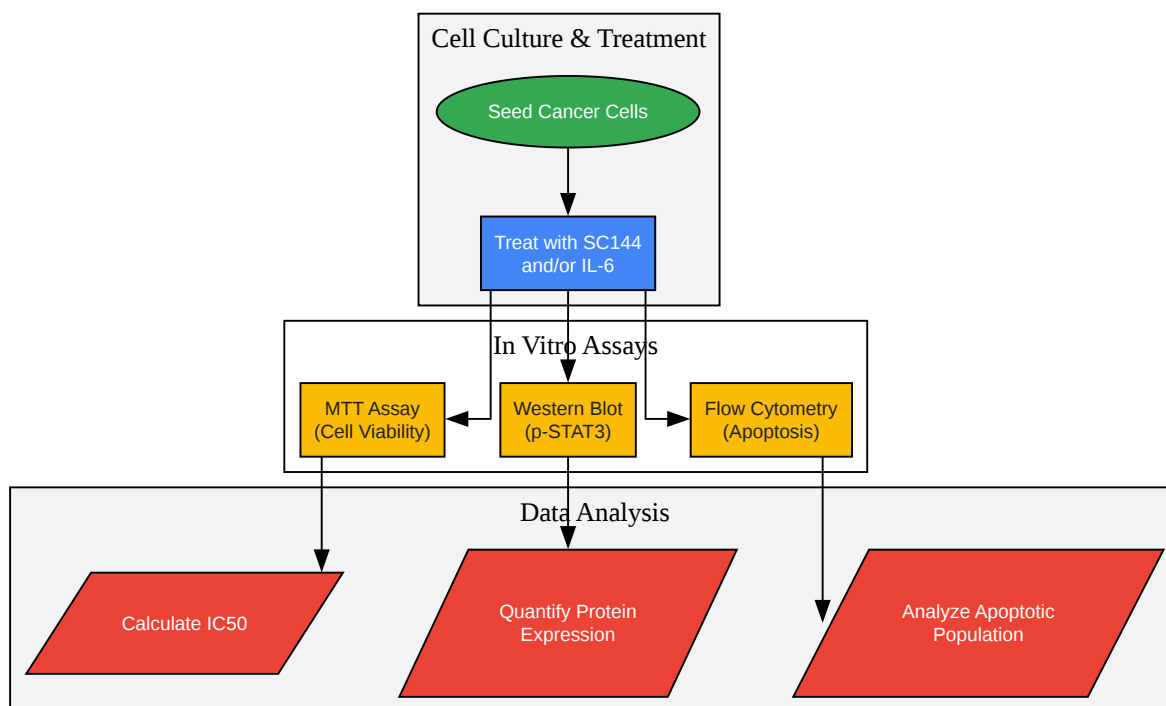 Cell Culture & Treatment
Seed Cancer Cells
Treat with SC144
and/or IL-6
In Vitro Assays
MTT Assay
(Cell Viability)
Western Blot
(p-STAT3)
Flow Cytometry
(Apoptosis)
Data Analysis
Calculate IC50
Quantify Protein
Expression
Analyze Apoptotic
Population